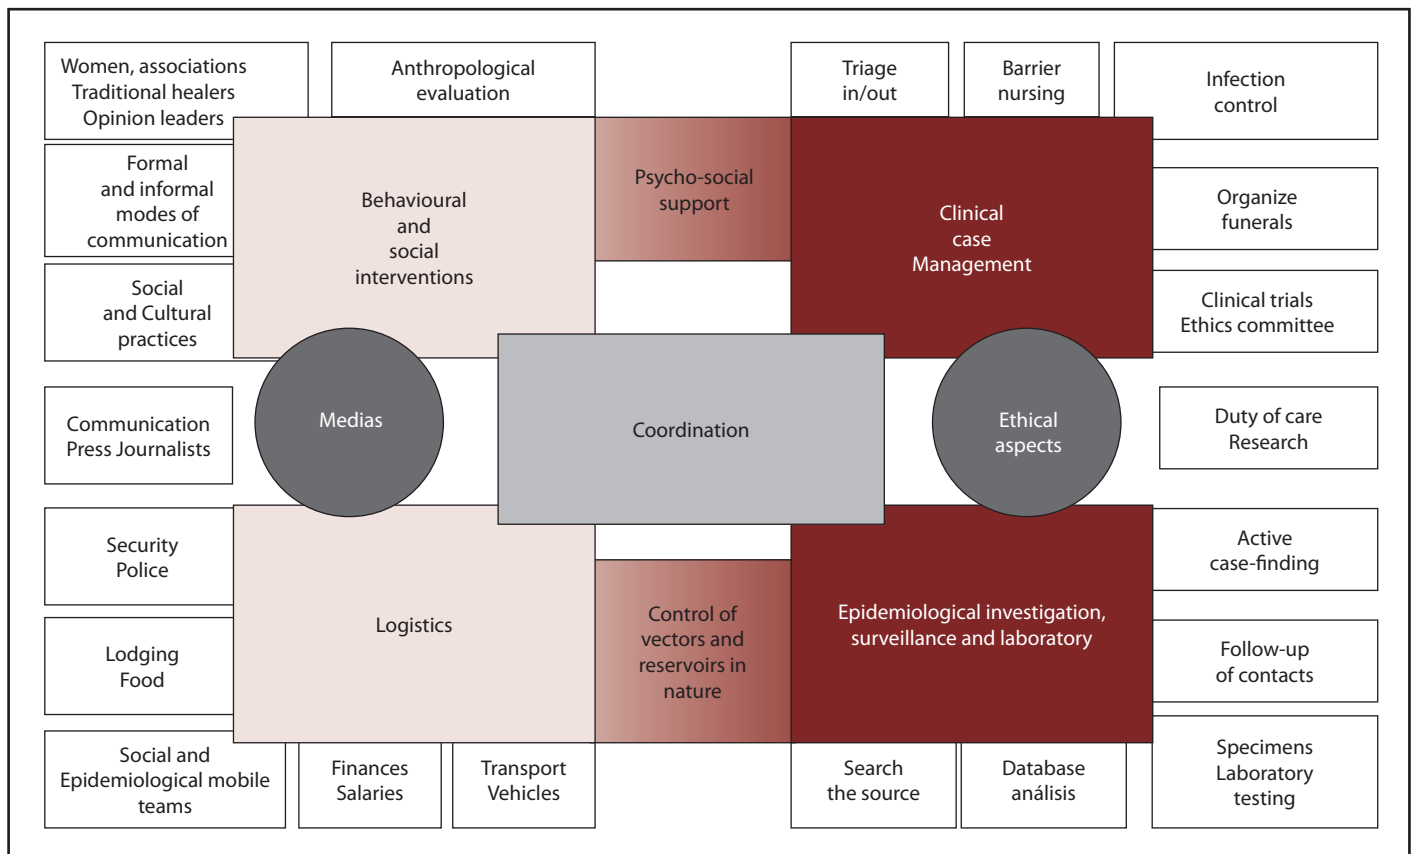 Women, associations
Traditional healers
Opinion leaders
Anthropological
evaluation
Triage
in/out
Barrier
nursing
Infection
control
Formal
and informal
modes of
communication
Behavioural
and
social
interventions
Psycho-social
support
Clinical
case
Management
Organize
funerals
Social
and Cultural
practices
Clinical trials
Ethics committee
Communication
Press Journalists
Medias
Coordination
Ethical
aspects
Duty of care
Research
Security
Police
Logistics
Control of
vectors and
reservoirs in
nature
Epidemiological investigation,
surveillance and laboratory
Active
case-finding
Lodging
Food
Follow-up
of contacts
Social and
Epidemiological mobile
teams
Finances
Salaries
Transport
Vehicles
Search
the source
Database
análisis
Specimens
Laboratory
testing